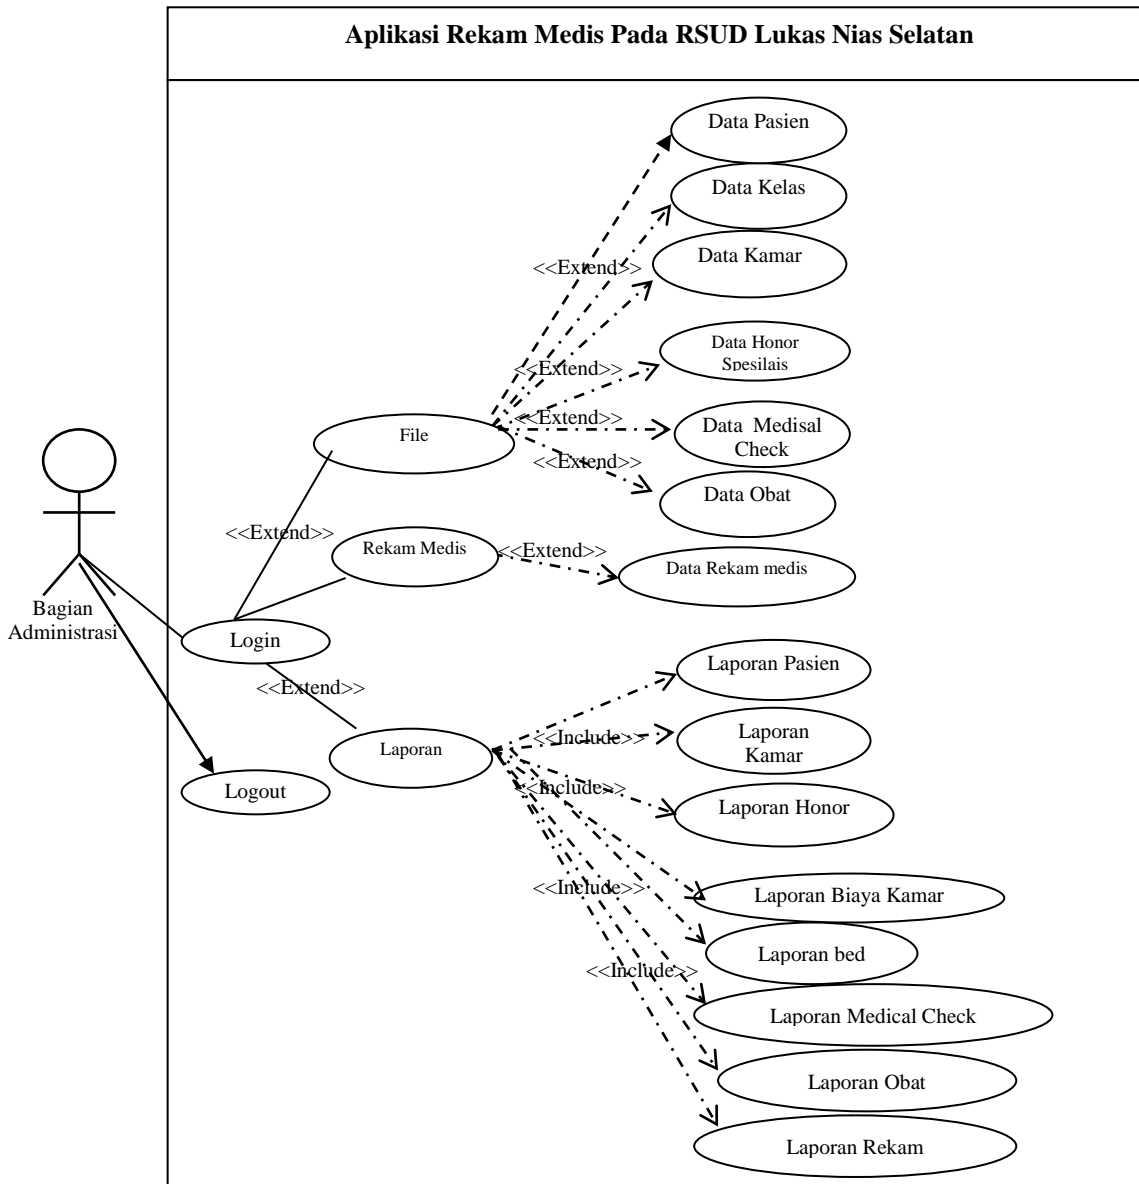 Aplikasi Rekam Medis Pada RSUD Lukas Nias Selatan
Data Pasien
Data Kelas
Data Kamar
<<Extend>>
Data Honor
Spesilais
<<Extend>>
File
<<Extend>>
Data Medisal
Check
<<Extend>>
Data Obat
<<Extend>>
Rekam Medis
<<Extend>>
Data Rekam medis
Bagian
Administrasi
Login
<<Extend>>
Laporan Pasien
Laporan
<<Include>>
Laporan
Kamar
Logout
<<Include>>
Laporan Honor
<<Include>>
Laporan Biaya Kamar
Laporan bed
<<Include>>
Laporan Medical Check
Laporan Obat
Laporan Rekam